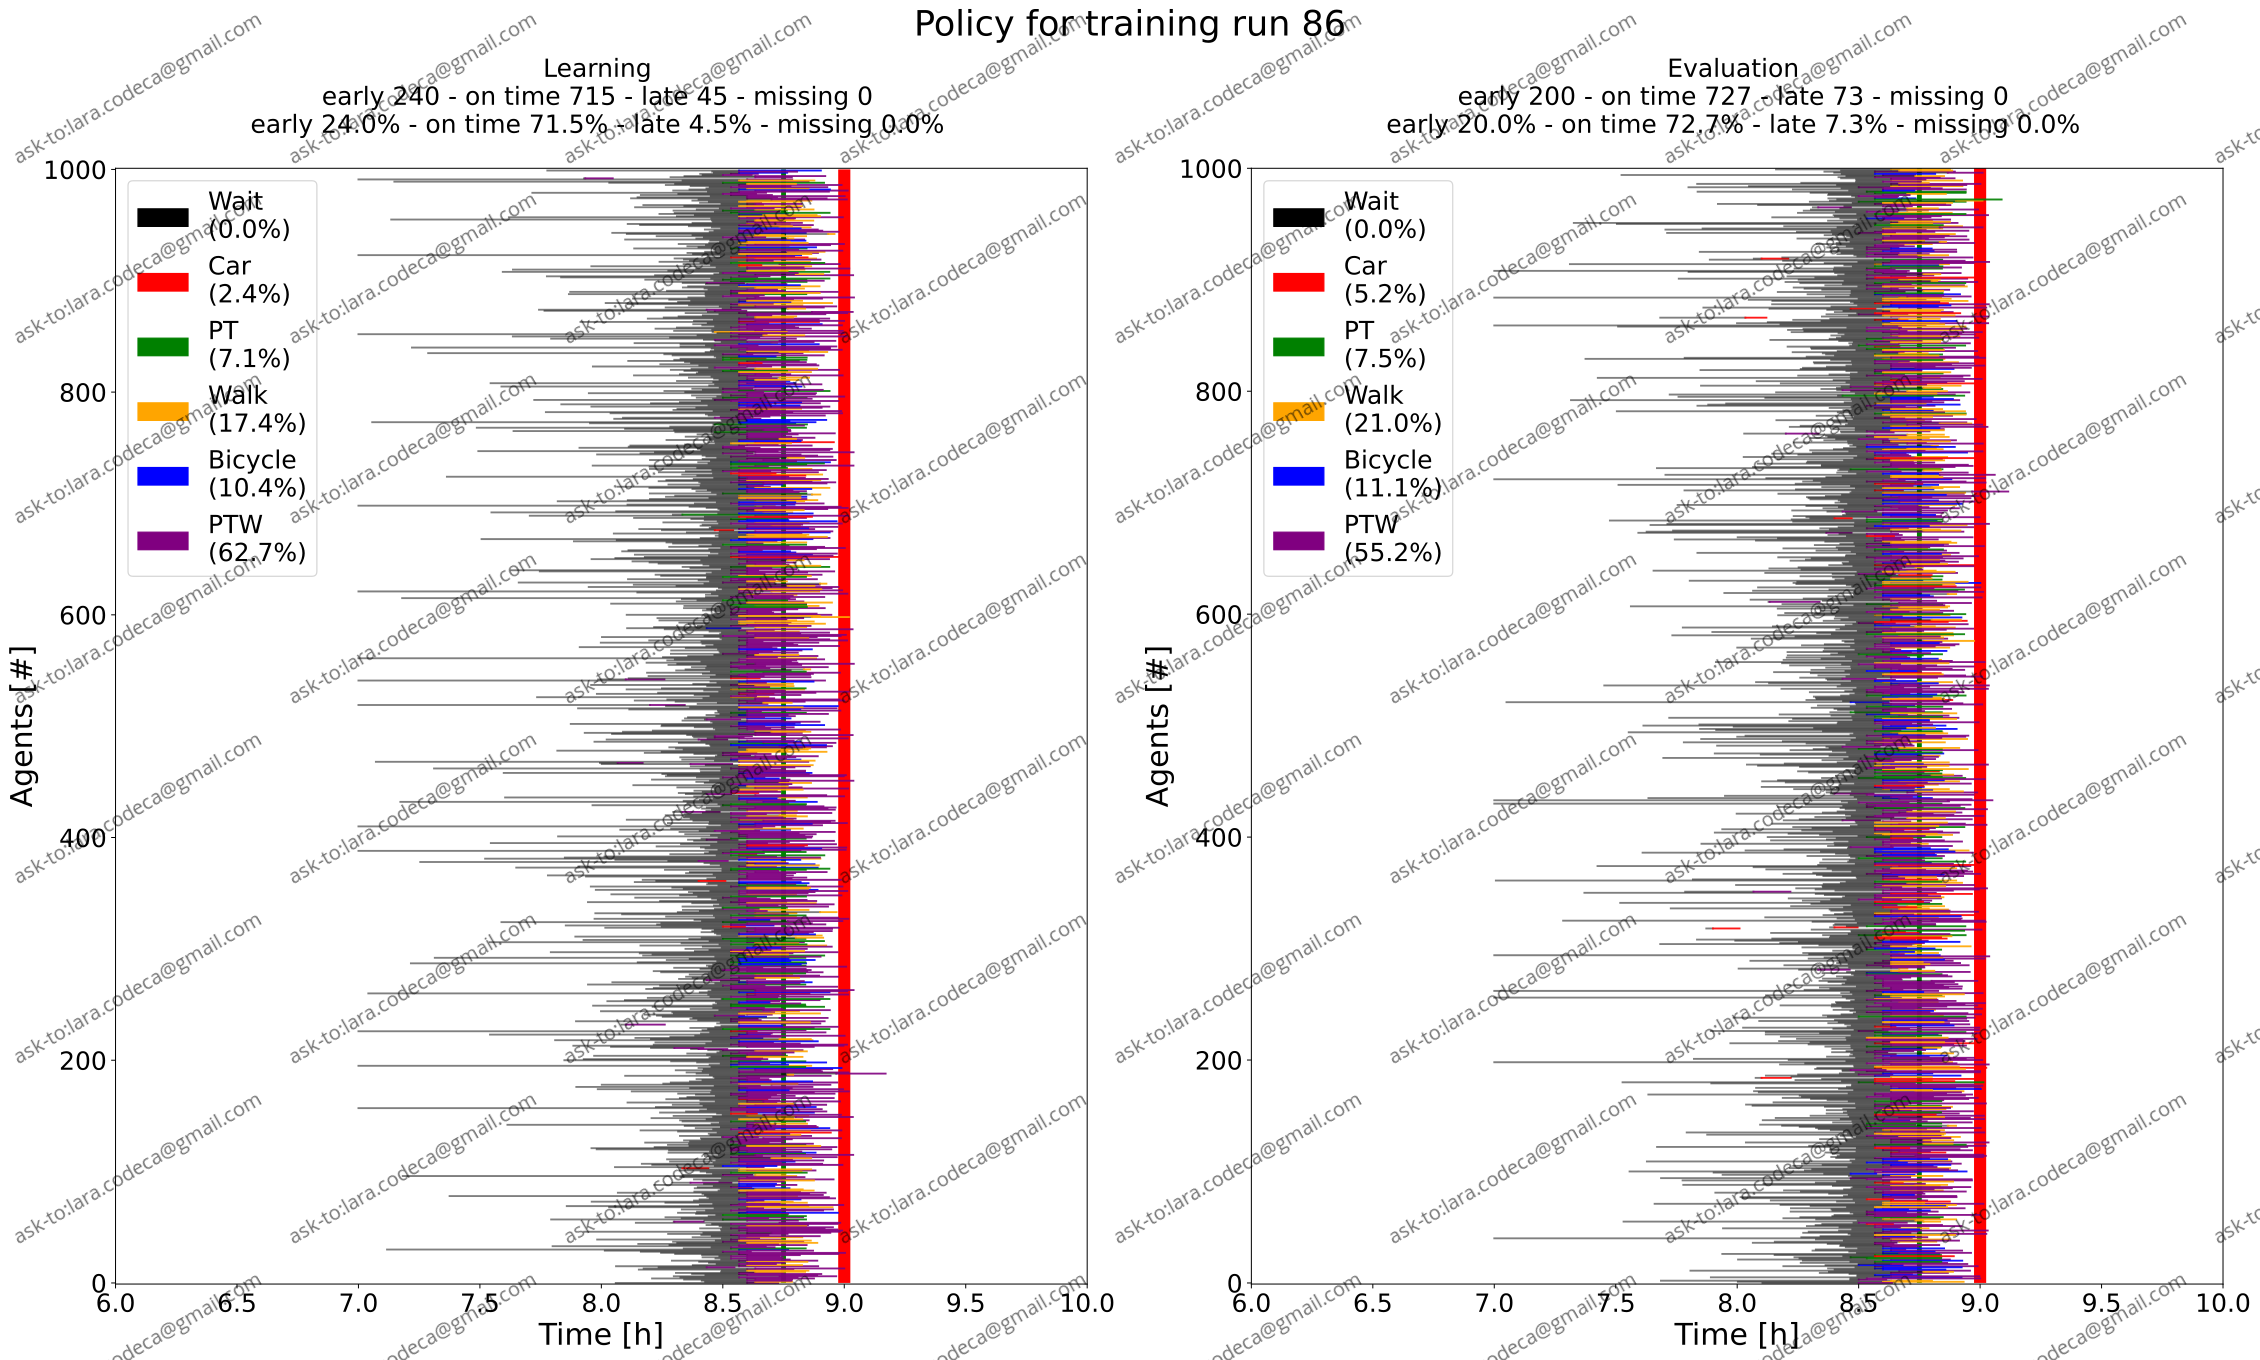 Policy for training run 86
Learning
early 240 - on time 715 - late 45 - missing 0
early 24.0% - on time 71.5% - late 4.5% - missing 0.0%
1000
800
600
400
200
0
Agents [#]
Wait
(0.0%)
Car
(2.4%)
PT
(7.1%)
Walk
(17.4%)
Bicycle
(10.4%)
PTW
(62.7%)
6.0 6.5 7.0 7.5 8.0 8.5 9.0 9.5 10.0
Time [h]
Evaluation
early 200 - on time 727 - late 73 - missing 0
early 20.0% - on time 72.7% - late 7.3% - missing 0.0%
1000
800
600
400
200
0
Agents [#]
Wait
(0.0%)
Car
(5.2%)
PT
(7.5%)
Walk
(21.0%)
Bicycle
(11.1%)
PTW
(55.2%)
6.0 6.5 7.0 7.5 8.0 8.5 9.0 9.5 10.0
Time [h]
ask-to:lara.codeca@gmail.com